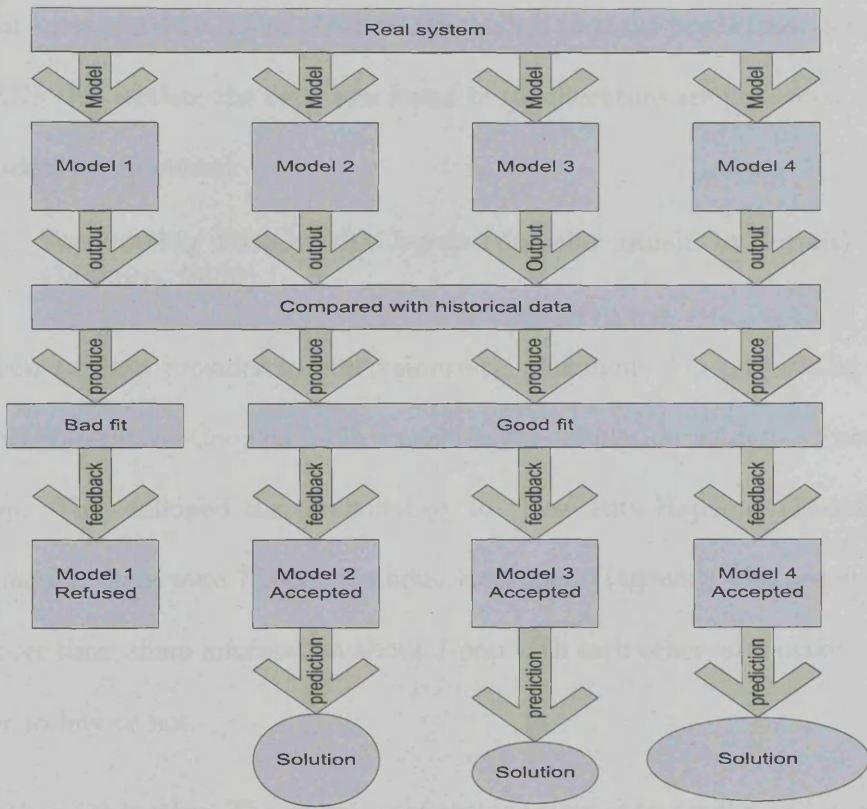 Real system
Model Model Model Model
Model 1 Model 2 Model 3 Model 4
output output Output output
Compared with historical data
produce produce produce produce
Bad fit Good fit
feedback feedback feedback feedback
Model 1 Model 2 Model 3 Model 4
Refused Accepted Accepted Accepted
prediction prediction prediction
Solution Solution Solution